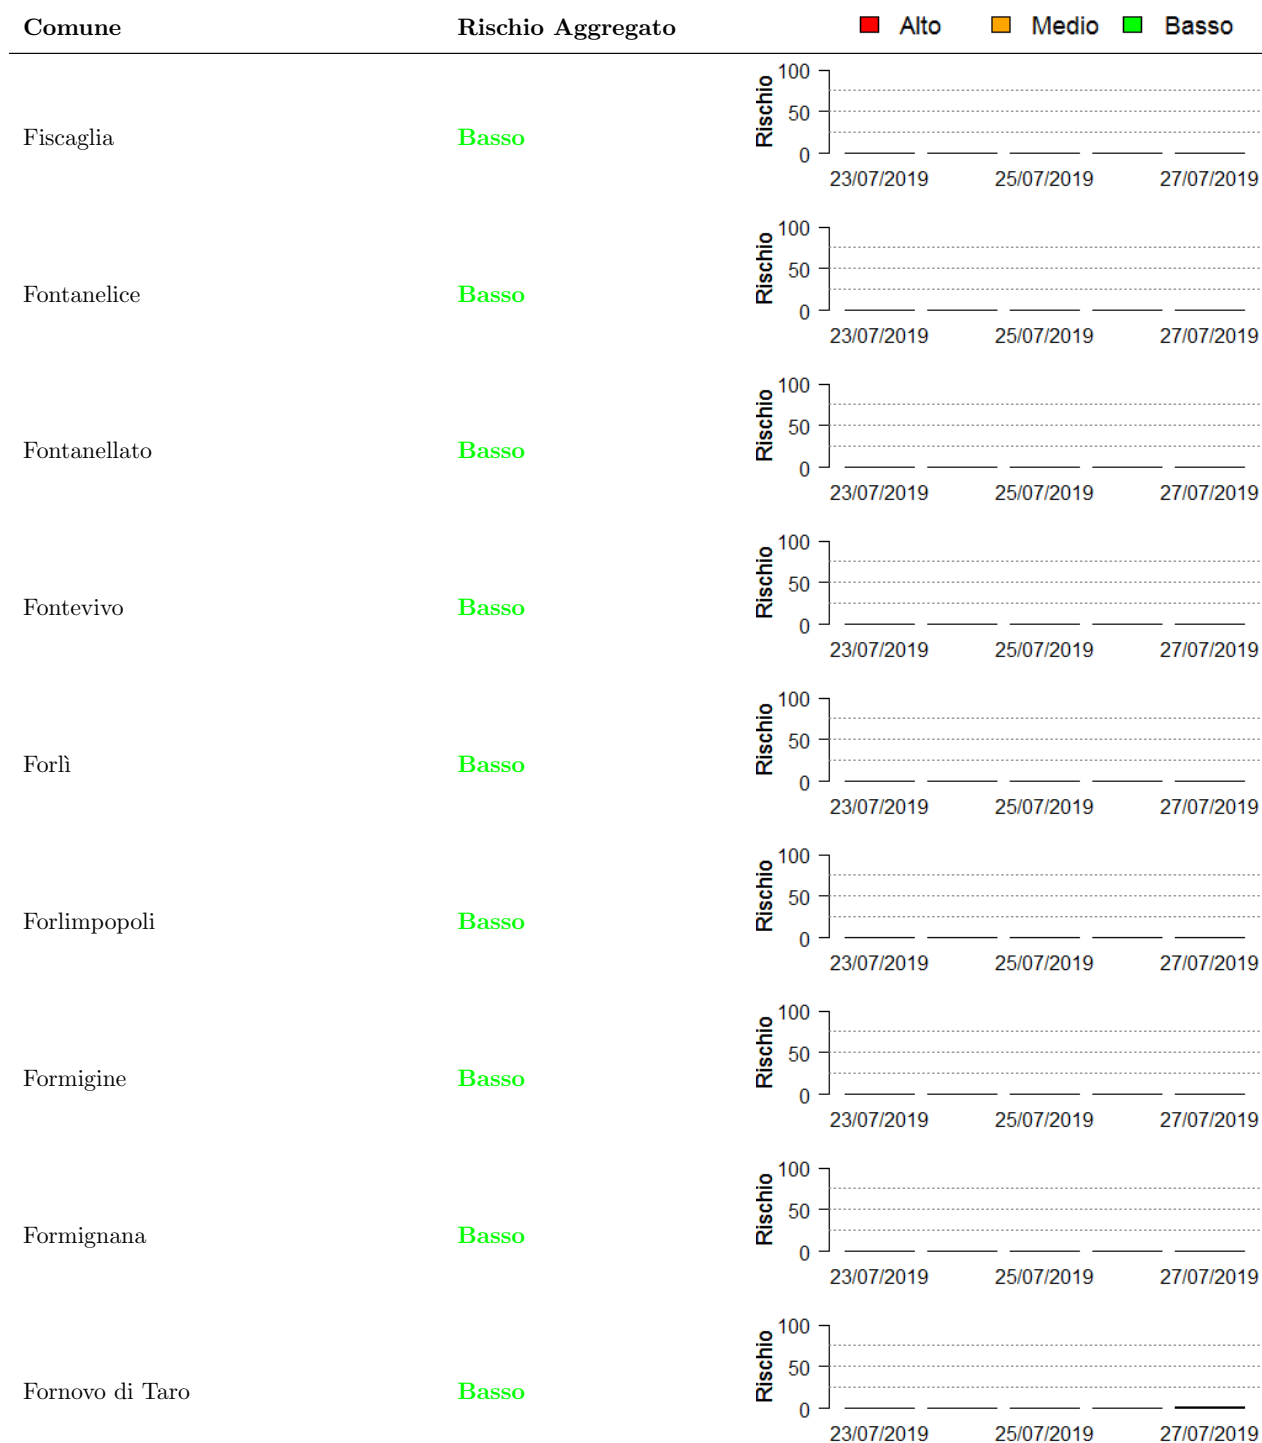 Comune Rischio Aggregato Alto Medio Basso
Fiscaglia Basso Rischio 100 50 0
23/07/2019 25/07/2019 27/07/2019
Fontanelice Basso Rischio 100 50 0
23/07/2019 25/07/2019 27/07/2019
Fontanellato Basso Rischio 100 50 0
23/07/2019 25/07/2019 27/07/2019
Fontevivo Basso Rischio 100 50 0
23/07/2019 25/07/2019 27/07/2019
Forlì Basso Rischio 100 50 0
23/07/2019 25/07/2019 27/07/2019
Forlimpopoli Basso Rischio 100 50 0
23/07/2019 25/07/2019 27/07/2019
Formigine Basso Rischio 100 50 0
23/07/2019 25/07/2019 27/07/2019
Formignana Basso Rischio 100 50 0
23/07/2019 25/07/2019 27/07/2019
Fornovo di Taro Basso Rischio 100 50 0
23/07/2019 25/07/2019 27/07/2019